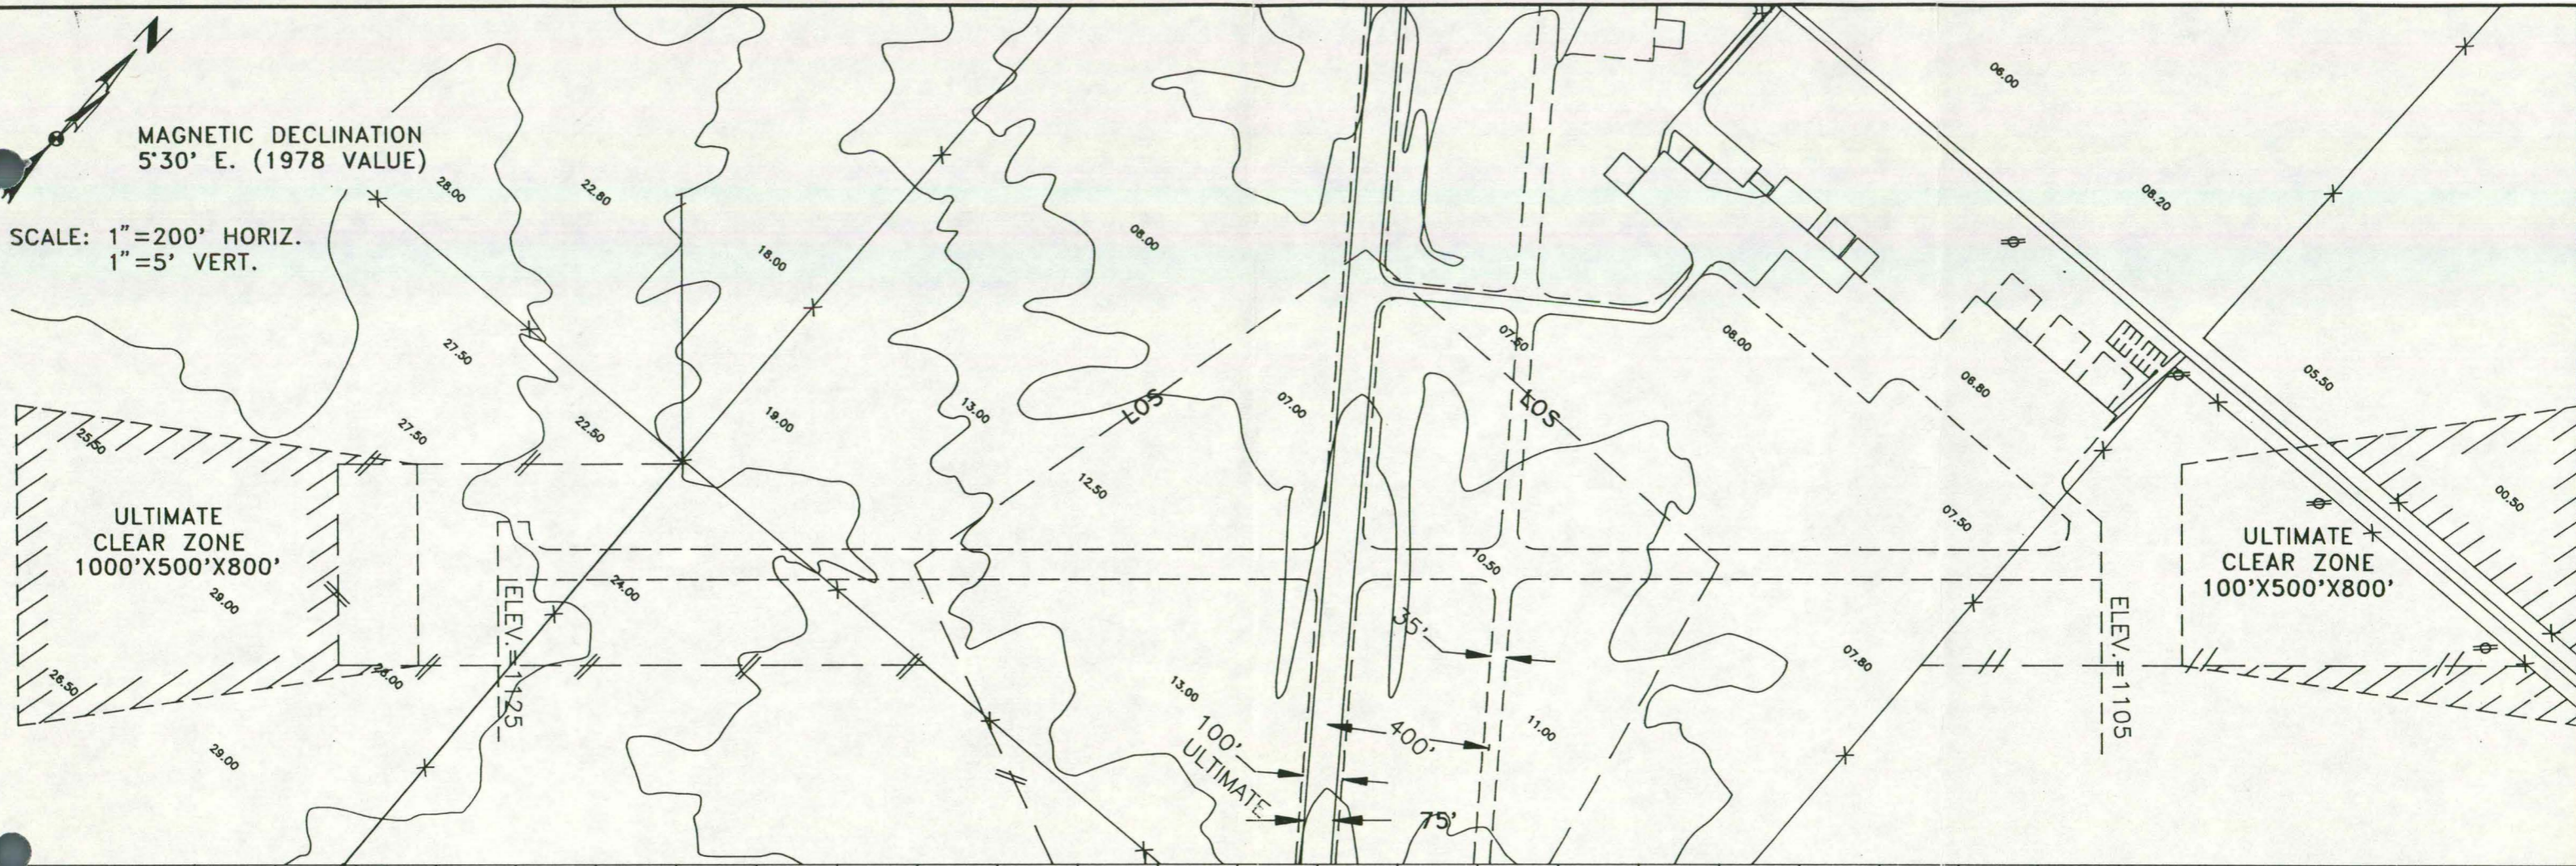 N
MAGNETIC DECLINATION
5°30' E. (1978 VALUE)
SCALE: 1"=200' HORIZ.
1"=5' VERT.
28.00
22.80
18.00
08.00
06.00
08.20
27.50
07.50
08.00
05.50
27.50
22.50
19.00
13.00
LOS
07.00
LOS
06.80
25.50
12.50
07.50
00.50
ULTIMATE
CLEAR ZONE
1000'X500'X800'
29.00
24.00
ELEV.=1125
10.50
35'
ULTIMATE
CLEAR ZONE
100'X500'X800'
ELEV.=1105
26.50
26.00
13.00
07.80
29.00
100'
ULTIMATE
400'
11.00
75'